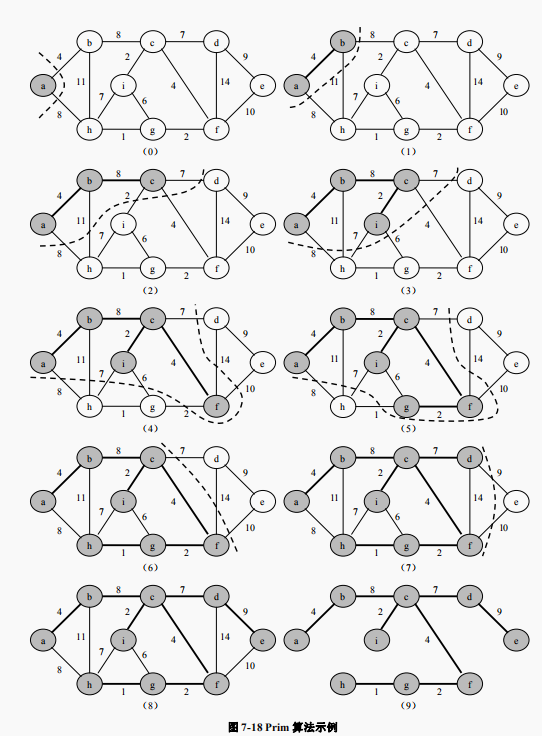 b 8 c 7 d b 8 c 7 d
4 2 9 4 2 9
a 11 i 4 14 e a 11 i 4 14 e
8 7 6 10 8 7 6 10
h 1 g 2 f h 1 g 2 f
（0） （1）
b 8 c 7 d b 8 c 7 d
4 2 9 4 2 9
a 11 i 4 14 e a 11 i 4 14 e
8 7 6 10 8 7 6 10
h 1 g 2 f h 1 g 2 f
（2） （3）
b 8 c 7 d b 8 c 7 d
4 2 9 4 2 9
a 11 i 4 14 e a 11 i 4 14 e
8 7 6 10 8 7 6 10
h 1 g 2 f h 1 g 2 f
（4） （5）
b 8 c 7 d b 8 c 7 d
4 2 9 4 2 9
a 11 i 4 14 e a 11 i 4 14 e
8 7 6 10 8 7 6 10
h 1 g 2 f h 1 g 2 f
（6） （7）
b 8 c 7 d b 8 c 7 d
4 2 9 4 2 9
a 11 i 4 14 e a i 4 e
8 7 6 10
h 1 g 2 f h 1 g 2 f
（8） （9）
图 7-18 Prim 算法示例